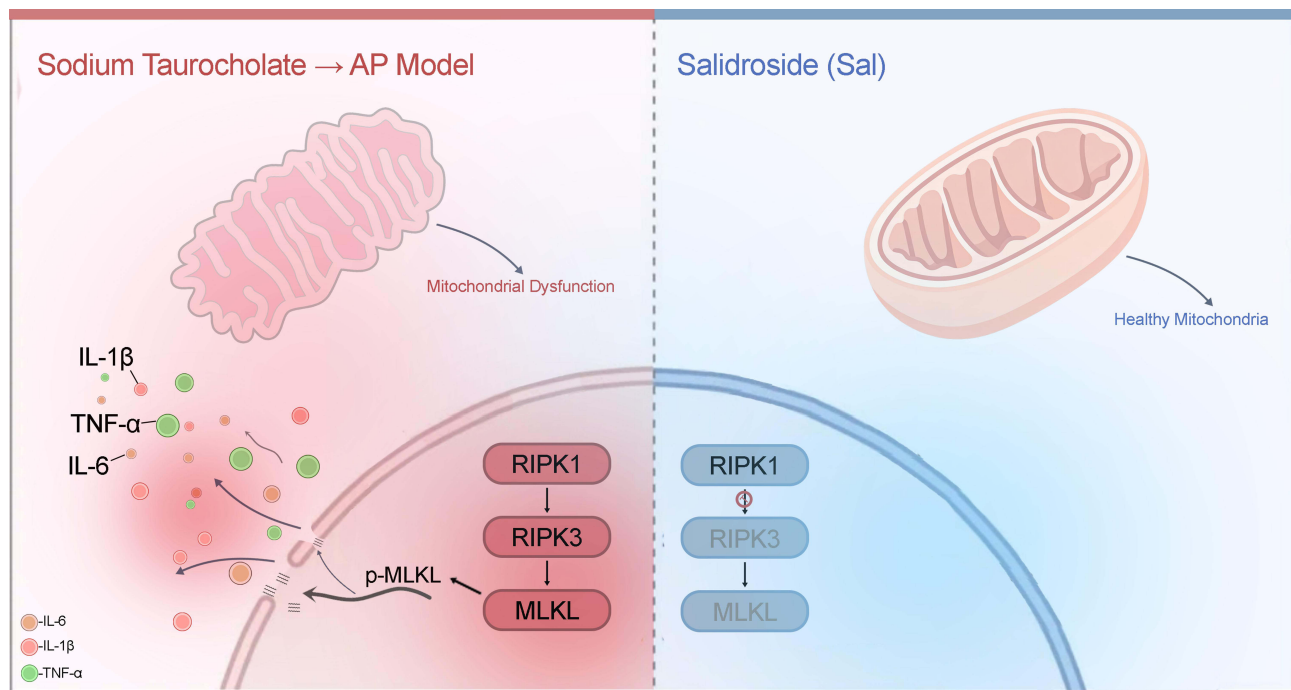 Sodium Taurocholate → AP Model
Salidroside (Sal)
Mitochondrial Dysfunction
Healthy Mitochondria
IL-1β
TNF-α
IL-6
RIPK1
RIPK3
MLKL
p-MLKL
RIPK1
RIPK3
MLKL
-IL-6
-IL-1β
-TNF-α